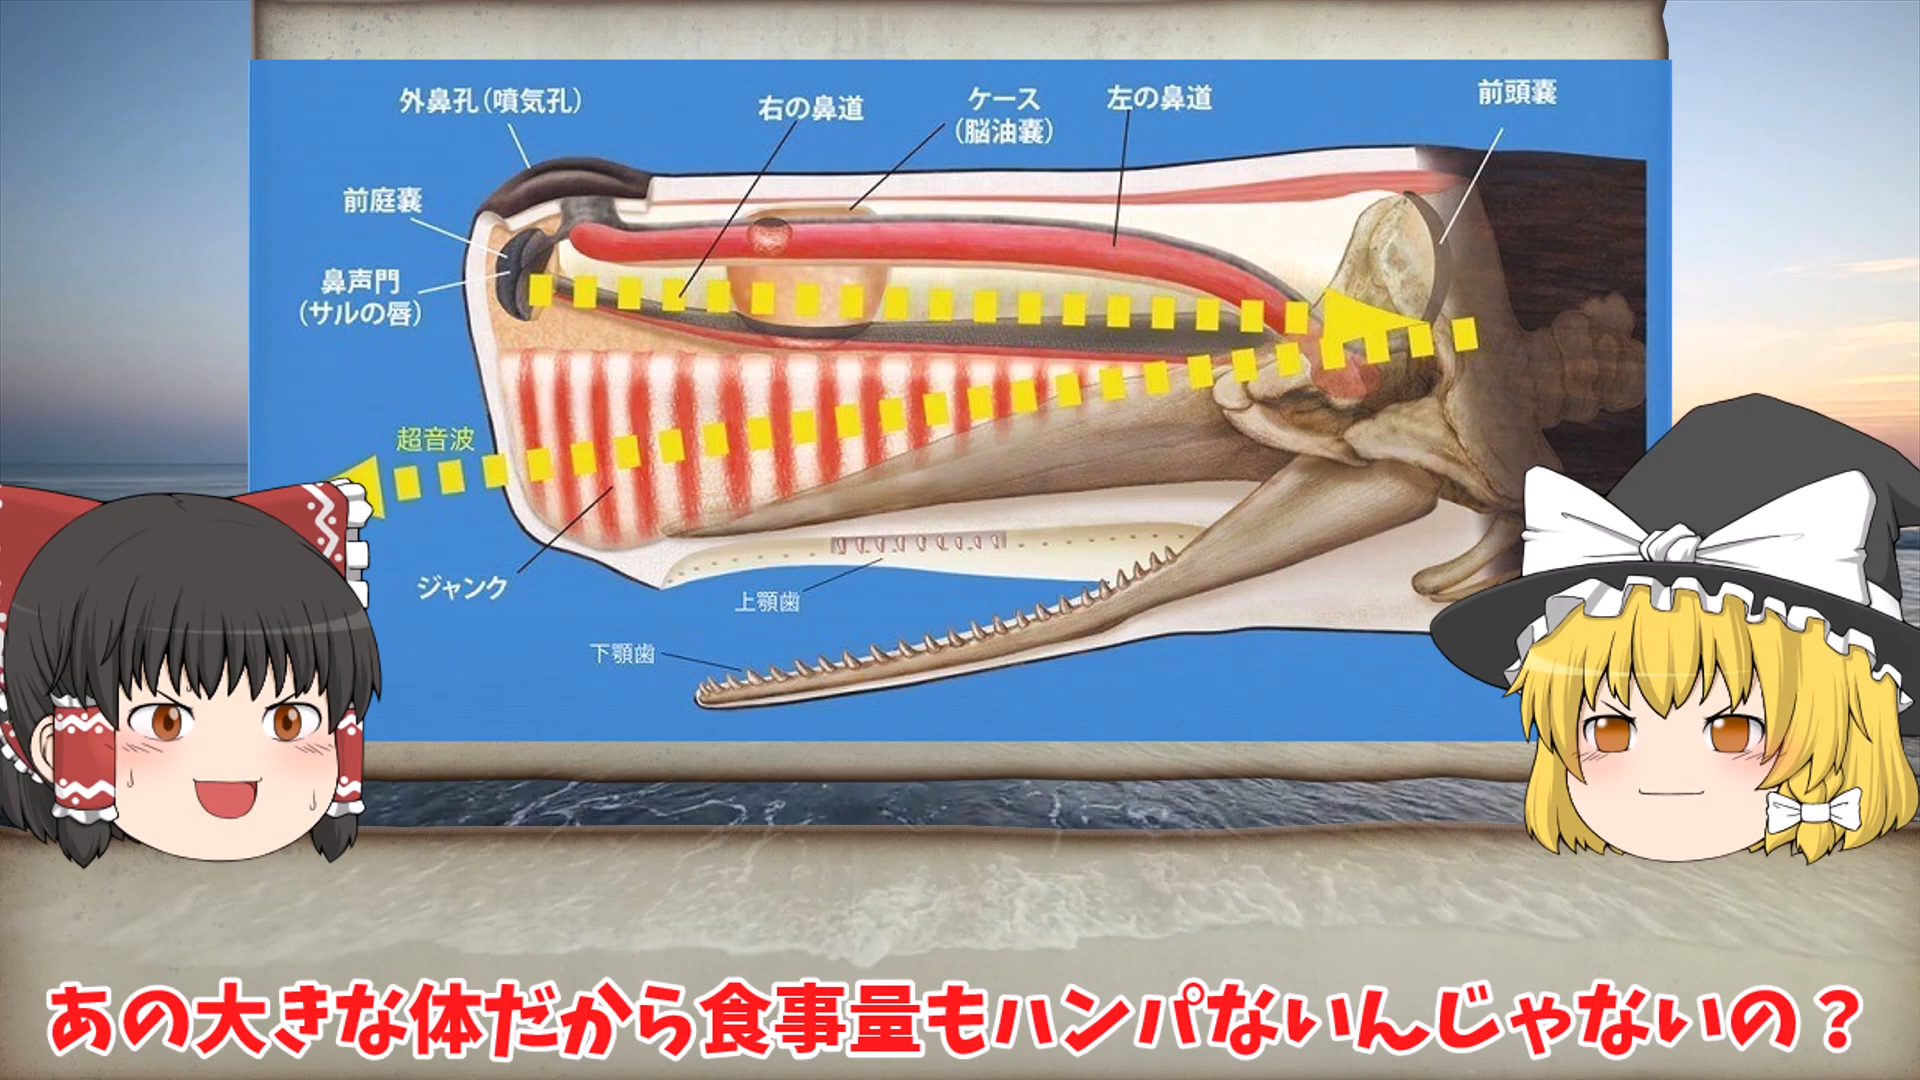 外鼻孔（噴気孔）
右の鼻道
ケース
（脳油嚢）
左の鼻道
前頭嚢
前庭嚢
鼻声門
（サルの唇）
超音波
ジャンク
上顎歯
下顎歯
あの大きな体だから食事量もハンパないんじゃないの？